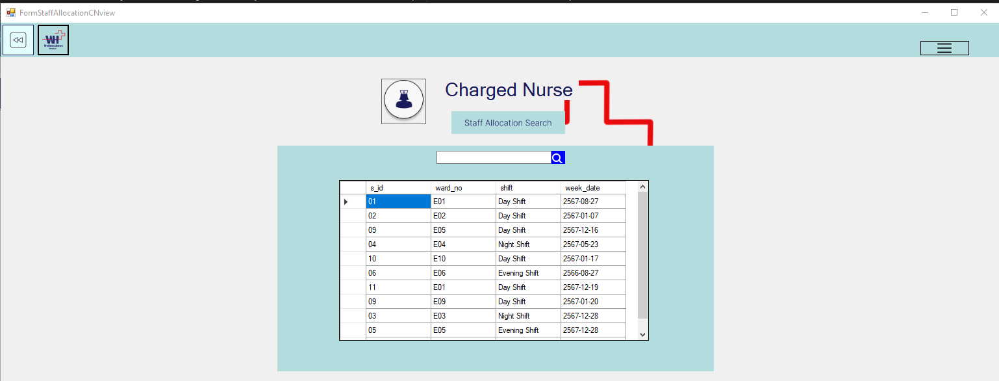 FormStaffAllocationCNview
WH
Wellmeadows
Hospital
Charged Nurse
Staff Allocation Search
s_id ward_no shift week_date
01 E01 Day Shift 2567-08-27
02 E02 Day Shift 2567-01-07
09 E05 Day Shift 2567-12-16
04 E04 Night Shift 2567-05-23
10 E10 Day Shift 2567-01-17
06 E06 Evening Shift 2566-08-27
11 E01 Day Shift 2567-12-19
09 E09 Day Shift 2567-01-20
03 E03 Night Shift 2567-12-28
05 E05 Evening Shift 2567-12-28